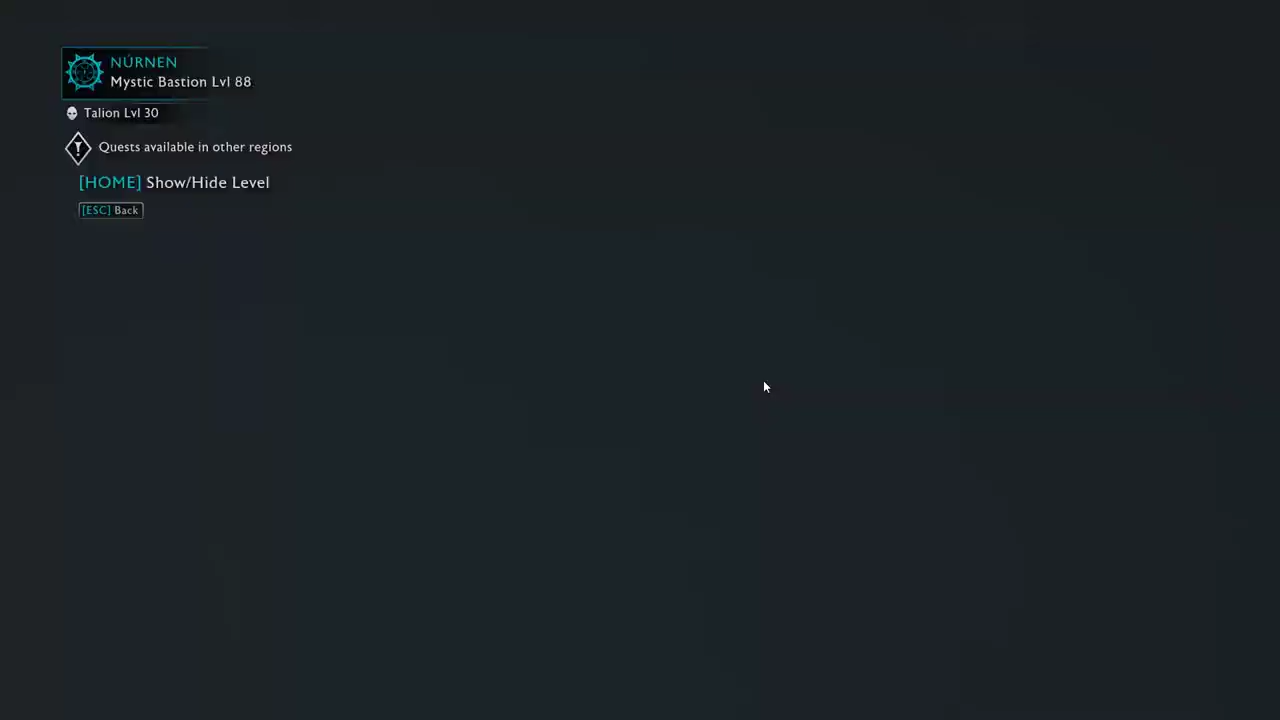 NÚRNEN
Mystic Bastion Lvl 88
Talion Lvl 30
Quests available in other regions
[HOME] Show/Hide Level
[ESC] Back